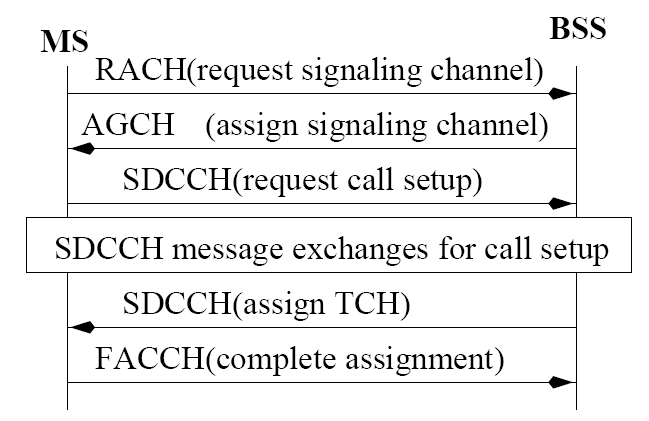 MS
BSS
RACH(request signaling channel)
AGCH (assign signaling channel)
SDCCH(request call setup)
SDCCH message exchanges for call setup
SDCCH(assign TCH)
FACCH(complete assignment)